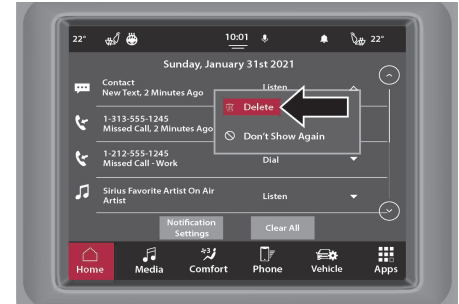 22° 10:01 22°
Sunday, January 31st 2021
Contact
New Text, 2 Minutes Ago Listen
Delete
1-313-555-1245
Missed Call, 2 Minutes Ago
Don't Show Again
1-212-555-1245
Missed Call - Work Dial
Sirius Favorite Artist On Air
Artist Listen
Notification
Settings
Clear All
Home Media Comfort Phone Vehicle Apps